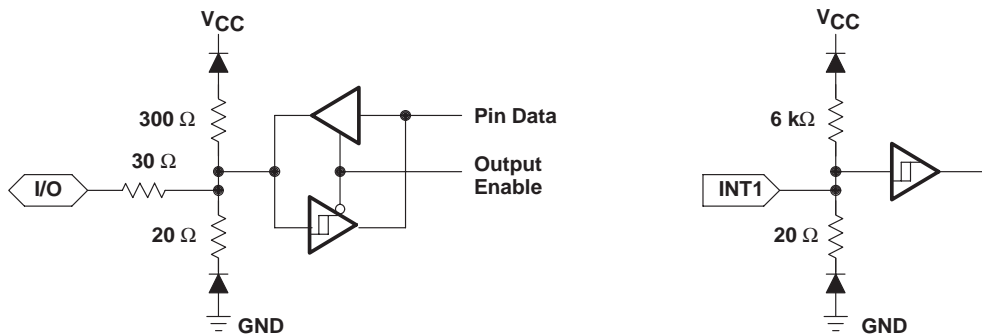 VCC
300 Ω
30 Ω
I/O
20 Ω
GND
Pin Data
Output
Enable
VCC
6 kΩ
INT1
20 Ω
GND